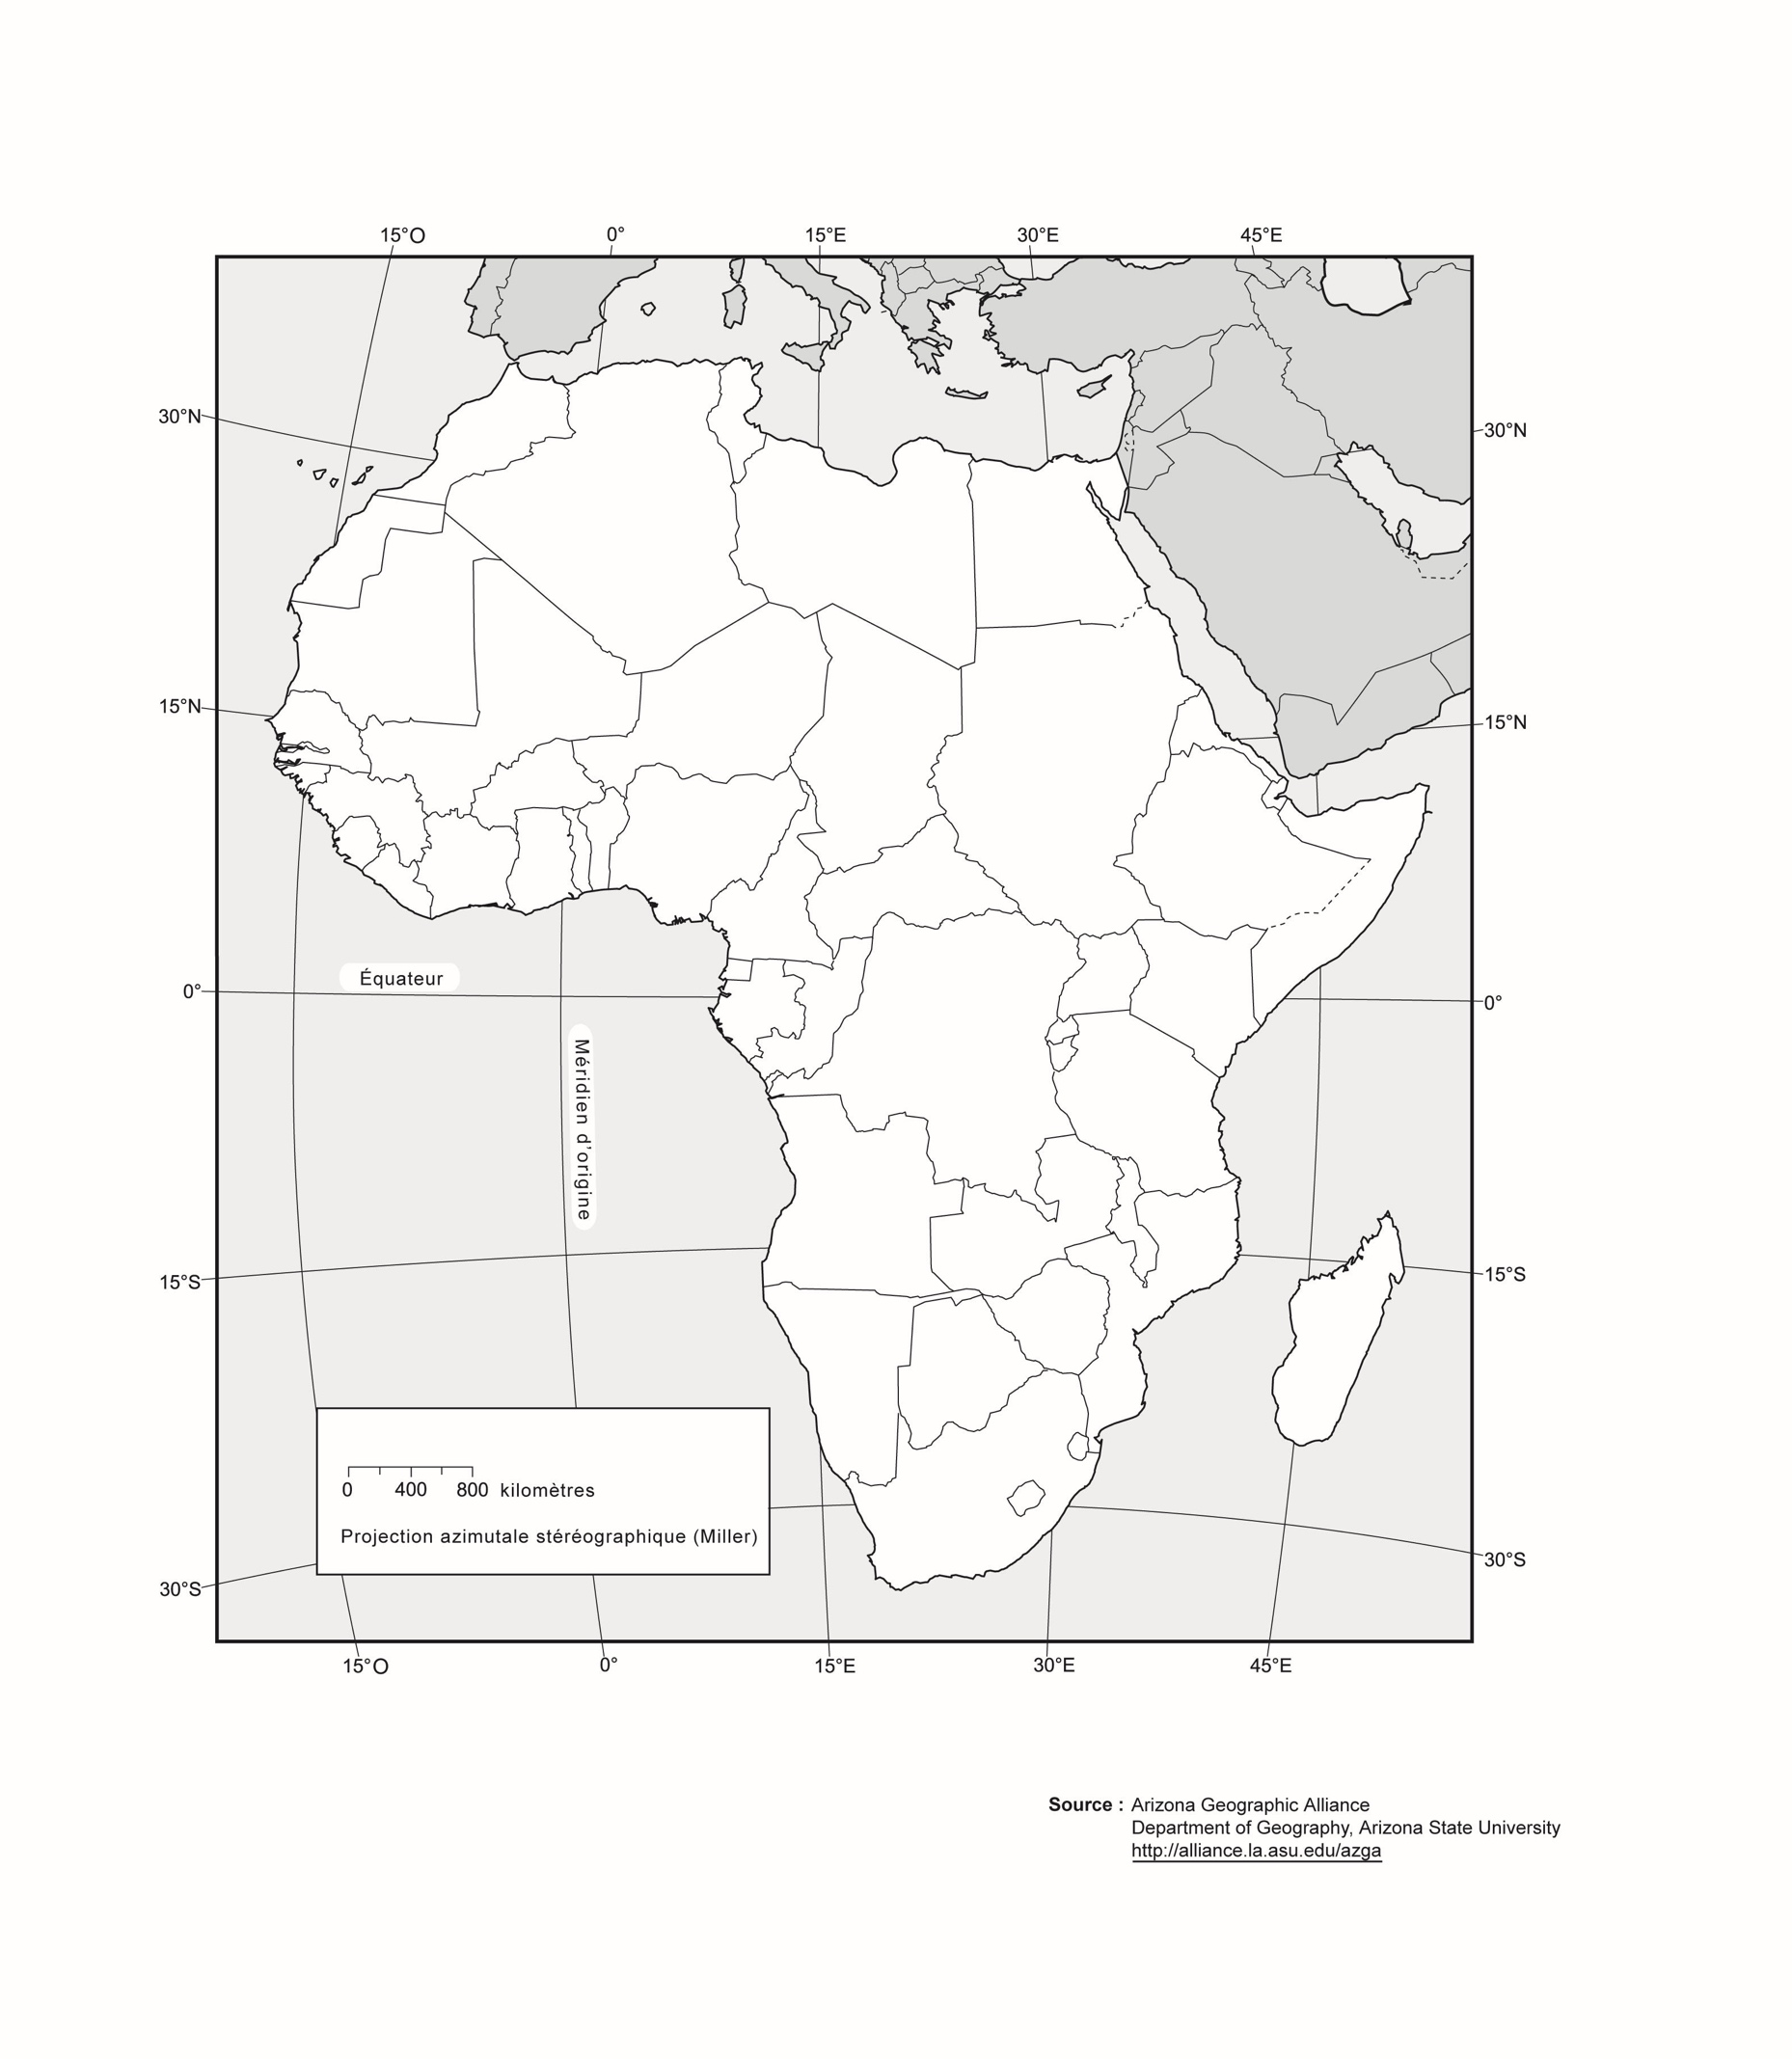 15°O 0° 15°E 30°E 45°E
30°N 30°N
15°N 15°N
Équateur
0° 0°
Méridien d'origine
15°S 15°S
0 400 800 kilomètres
Projection azimutale stéréographique (Miller)
30°S 30°S
15°O 0° 15°E 30°E 45°E
Source : Arizona Geographic Alliance
Department of Geography, Arizona State University
http://alliance.la.asu.edu/azga